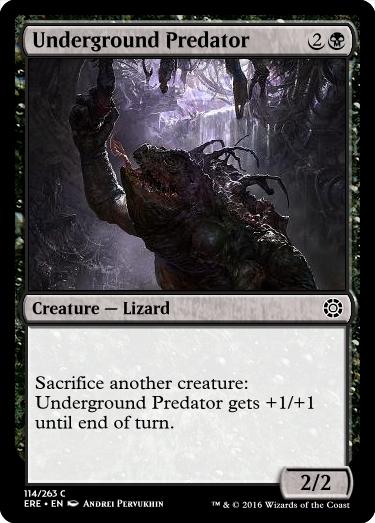 Underground Predator 2
Creature — Lizard
Sacrifice another creature:
Underground Predator gets +1/+1
until end of turn.
2/2
114/263 C
ERE • EN Andrei Pervukhin
™ & © 2016 Wizards of the Coast